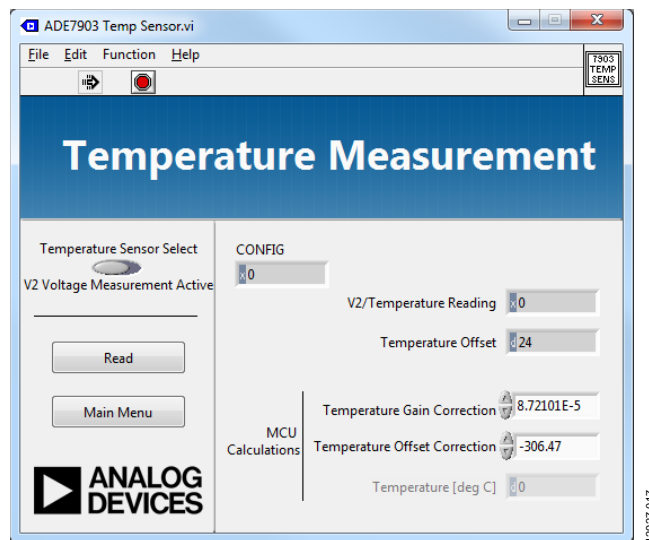 ADE7903 Temp Sensor.vi
File Edit Function Help
7903
TEMP
SENS
Temperature Measurement
Temperature Sensor Select
V2 Voltage Measurement Active
Read
Main Menu
ANALOG
DEVICES
CONFIG
x 0
V2/Temperature Reading x 0
Temperature Offset d 24
MCU
Calculations
Temperature Gain Correction 8.72101E-5
Temperature Offset Correction -306.47
Temperature [deg C] d 0